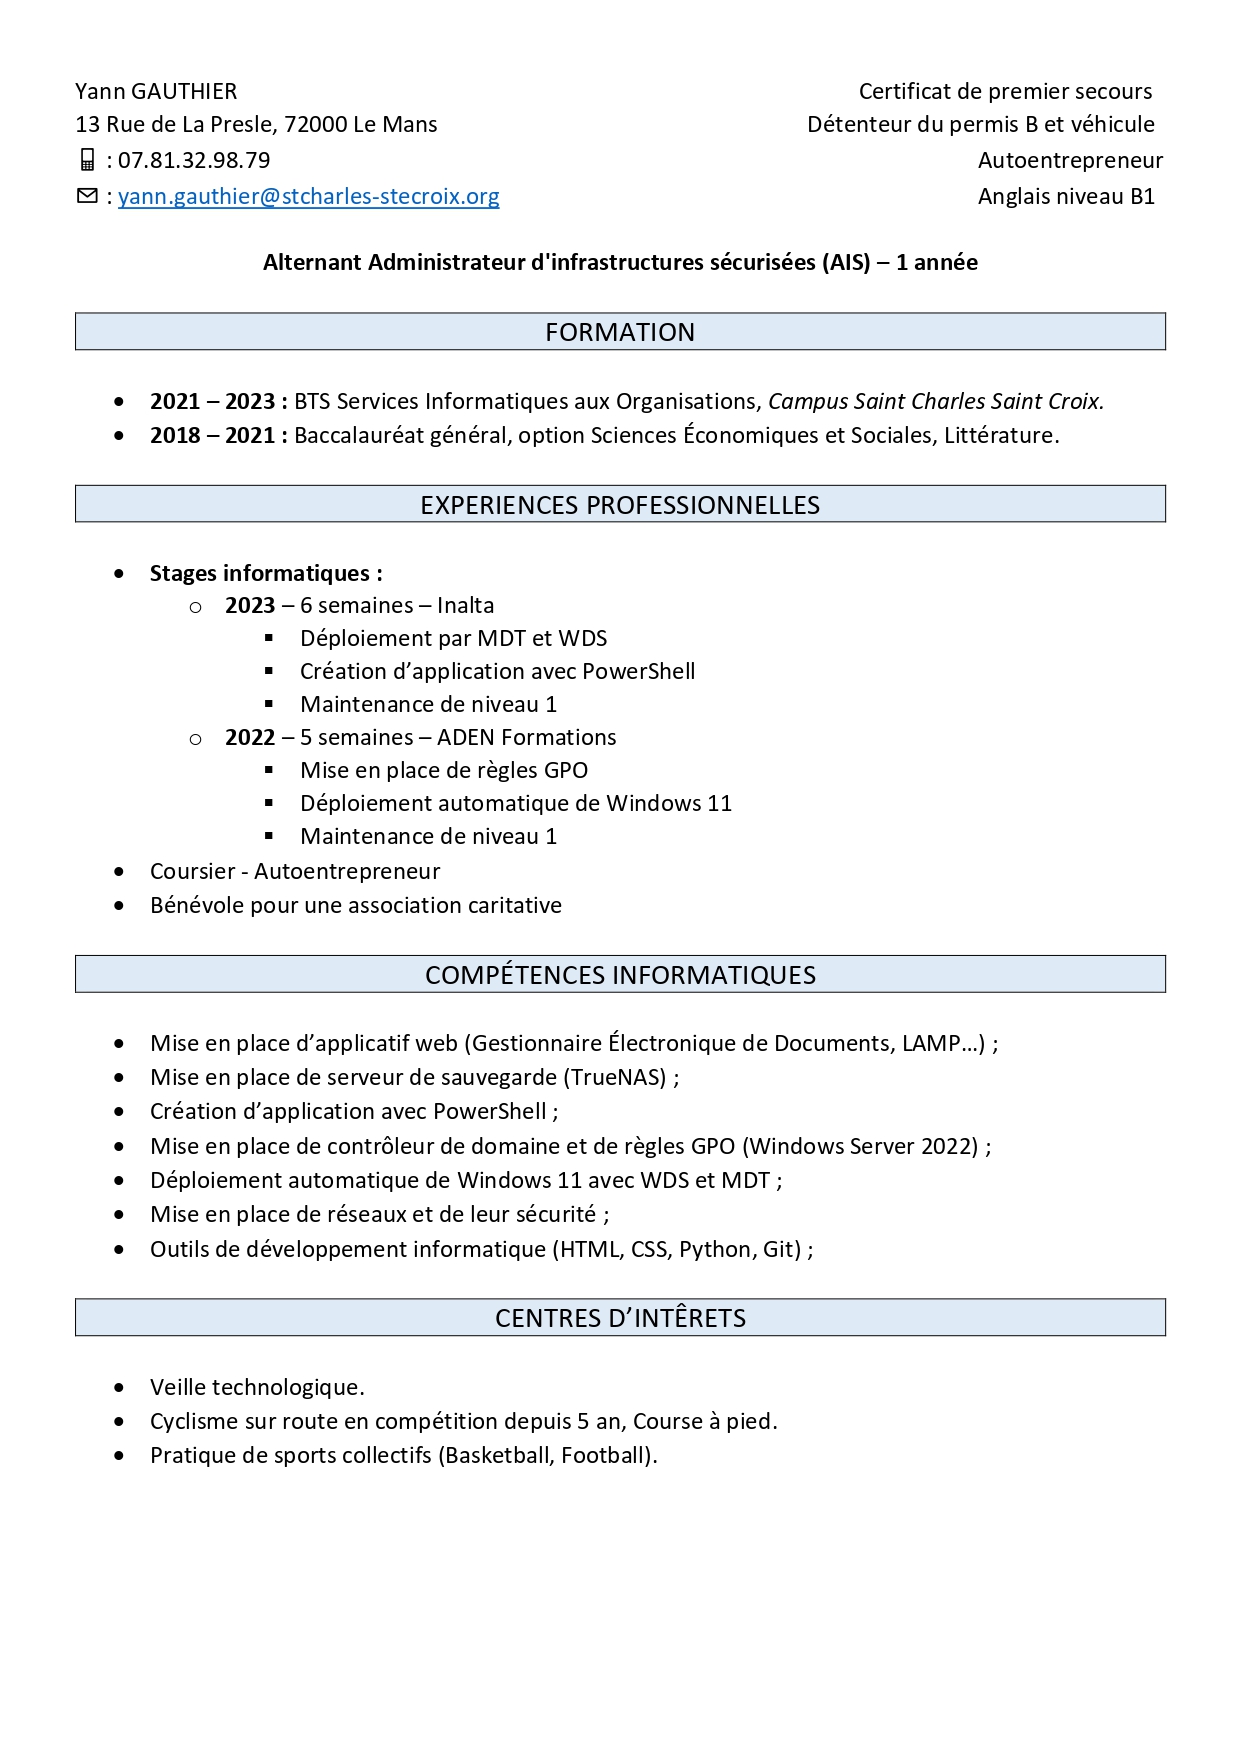 Yann GAUTHIER
Certificat de premier secours
13 Rue de La Presle, 72000 Le Mans
Détenteur du permis B et véhicule
: 07.81.32.98.79
Autoentrepreneur
: yann.gauthier@stcharles-stecroix.org
Anglais niveau B1
Alternant Administrateur d'infrastructures sécurisées (AIS) – 1 année
FORMATION
• 2021 – 2023 : BTS Services Informatiques aux Organisations, Campus Saint Charles Saint Croix.
• 2018 – 2021 : Baccalauréat général, option Sciences Économiques et Sociales, Littérature.
EXPERIENCES PROFESSIONNELLES
• Stages informatiques :
o 2023 – 6 semaines – Inalta
▪ Déploiement par MDT et WDS
▪ Création d’application avec PowerShell
▪ Maintenance de niveau 1
o 2022 – 5 semaines – ADEN Formations
▪ Mise en place de règles GPO
▪ Déploiement automatique de Windows 11
▪ Maintenance de niveau 1
• Coursier - Autoentrepreneur
• Bénévole pour une association caritative
COMPÉTENCES INFORMATIQUES
• Mise en place d’applicatif web (Gestionnaire Électronique de Documents, LAMP…) ;
• Mise en place de serveur de sauvegarde (TrueNAS) ;
• Création d’application avec PowerShell ;
• Mise en place de contrôleur de domaine et de règles GPO (Windows Server 2022) ;
• Déploiement automatique de Windows 11 avec WDS et MDT ;
• Mise en place de réseaux et de leur sécurité ;
• Outils de développement informatique (HTML, CSS, Python, Git) ;
CENTRES D’INTÊRETS
• Veille technologique.
• Cyclisme sur route en compétition depuis 5 an, Course à pied.
• Pratique de sports collectifs (Basketball, Football).